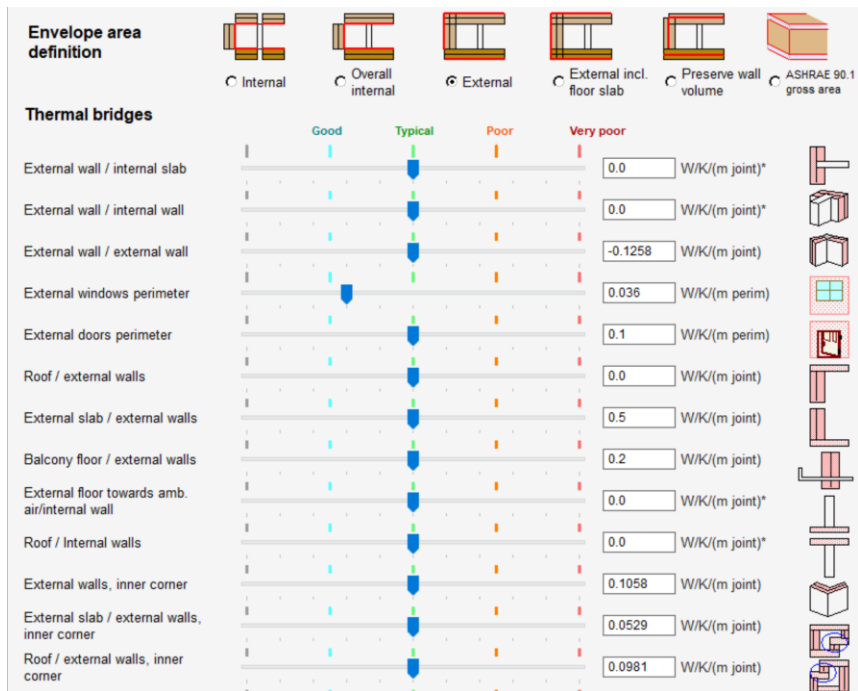 Envelope area
definition
Internal
Overall
internal
External
External incl.
floor slab
Preserve wall
volume
ASHRAE 90.1
gross area
Thermal bridges
Good Typical Poor Very poor
External wall / internal slab 0.0 W/K/(m joint)*
External wall / internal wall 0.0 W/K/(m joint)*
External wall / external wall -0.1258 W/K/(m joint)
External windows perimeter 0.036 W/K/(m perim)
External doors perimeter 0.1 W/K/(m perim)
Roof / external walls 0.0 W/K/(m joint)
External slab / external walls 0.5 W/K/(m joint)
Balcony floor / external walls 0.2 W/K/(m joint)
External floor towards amb.
air/internal wall 0.0 W/K/(m joint)*
Roof / Internal walls 0.0 W/K/(m joint)*
External walls, inner corner 0.1058 W/K/(m joint)
External slab / external walls,
inner corner 0.0529 W/K/(m joint)
Roof / external walls, inner
corner 0.0981 W/K/(m joint)